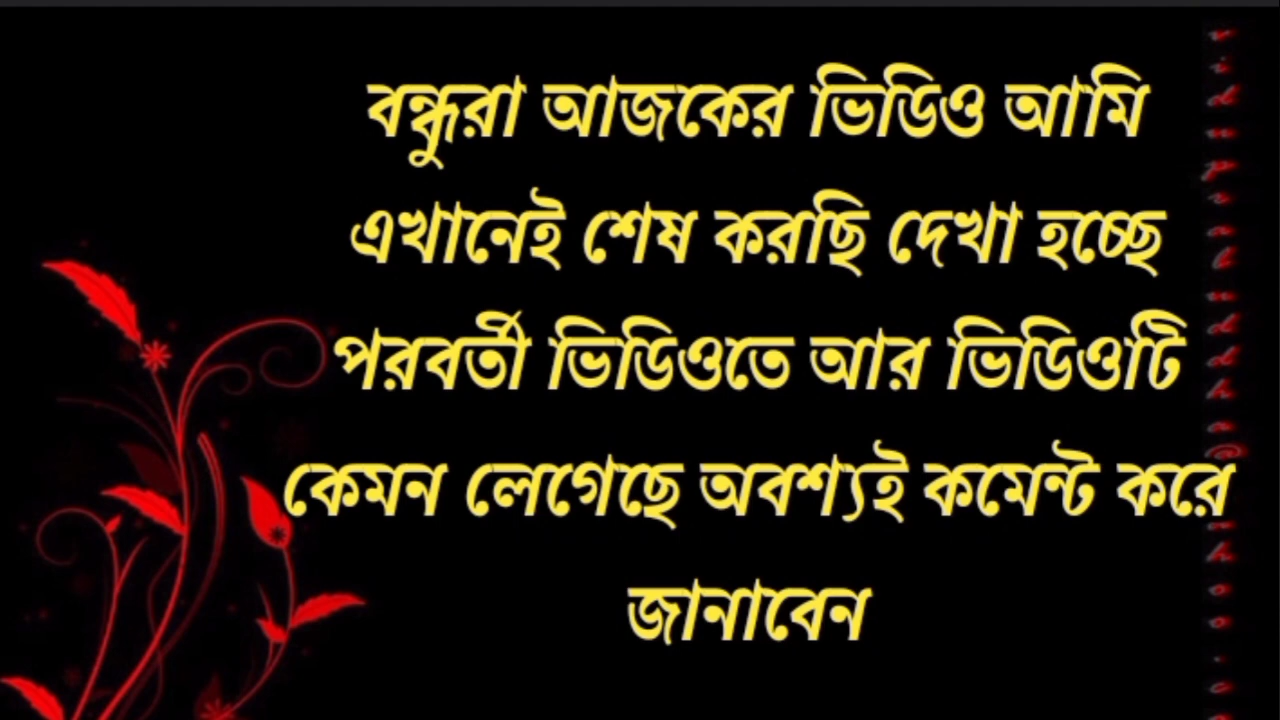 বন্ধুরা আজকের ভিডিও আমি
এখানেই শেষ করছি দেখা হচ্ছে
পরবর্তী ভিডিওতে আর ভিডিওটি
কেমন লেগেছে অবশ্যই কমেন্ট করে
জানাবেন